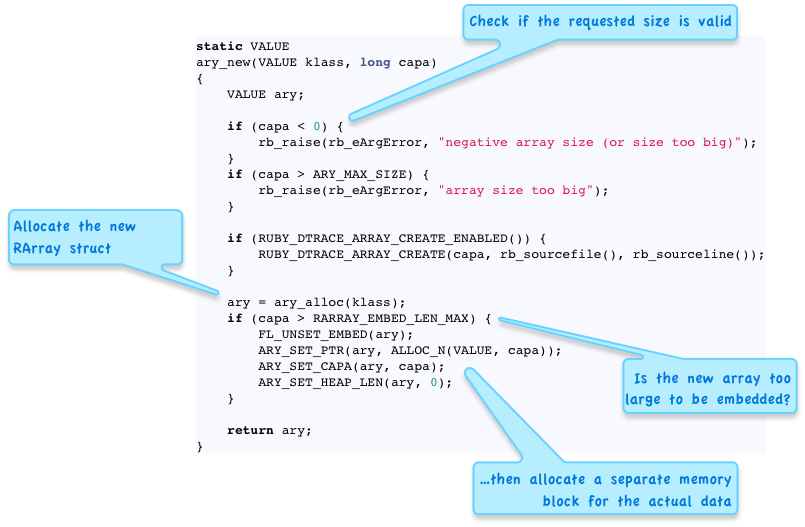 Check if the requested size is valid
static VALUE
ary_new(VALUE klass, long capa)
{
    VALUE ary;

    if (capa < 0) {
        rb_raise(rb_eArgError, "negative array size (or size too big)");
    }
    if (capa > ARY_MAX_SIZE) {
        rb_raise(rb_eArgError, "array size too big");
    }

Allocate the new
RArray struct
    if (RUBY_DTRACE_ARRAY_CREATE_ENABLED()) {
        RUBY_DTRACE_ARRAY_CREATE(capa, rb_sourcefile(), rb_sourceline());
    }

    ary = ary_alloc(klass);
    if (capa > RARRAY_EMBED_LEN_MAX) {
        FL_UNSET_EMBED(ary);
        ARY_SET_PTR(ary, ALLOC_N(VALUE, capa));
        ARY_SET_CAPA(ary, capa);
        ARY_SET_HEAP_LEN(ary, 0);
    }
Is the new array too
large to be embedded?

    return ary;
}
...then allocate a separate memory
block for the actual data